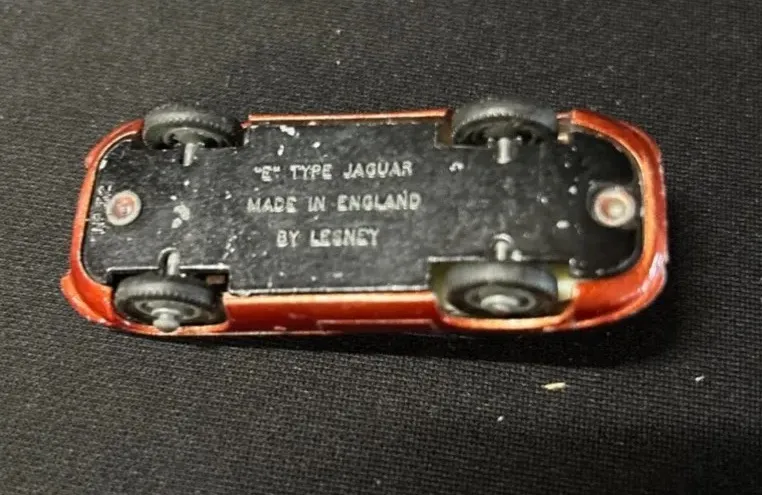 "E" TYPE JAGUAR
MADE IN ENGLAND
BY LESNEY